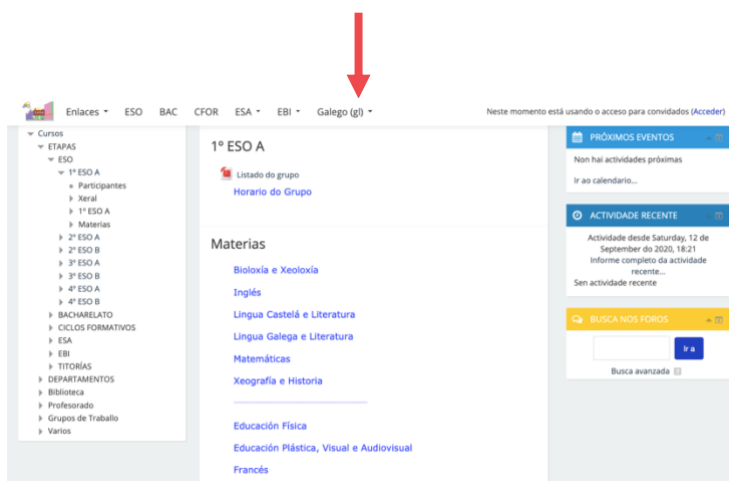 Enlaces ESO BAC CFOR ESA EBI Galego (gl) Neste momento está usando o acceso para convidados (Acceder)
Cursos
ETAPAS
ESO
1º ESO A
Participantes
Xeral
1º ESO A
Materias
2º ESO A
2º ESO B
3º ESO A
3º ESO B
4º ESO A
4º ESO B
BACHARELATO
CICLOS FORMATIVOS
ESA
EBI
TITORÍAS
DEPARTAMENTOS
Biblioteca
Profesorado
Grupos de Traballo
Varios
1º ESO A
Listado do grupo
Horario do Grupo
Materias
Bioloxía e Xeoloxía
Inglés
Lingua Castelá e Literatura
Lingua Galega e Literatura
Matemáticas
Xeografía e Historia
Educación Física
Educación Plástica, Visual e Audiovisual
Francés
PRÓXIMOS EVENTOS
Non hai actividades próximas
Ir ao calendario...
ACTIVIDADE RECENTE
Actividade desde Saturday, 12 de
September do 2020, 18:21
Informe completo da actividade
recente...
Sen actividade recente
BUSCA NOS FOROS
Ir a
Busca avanzada